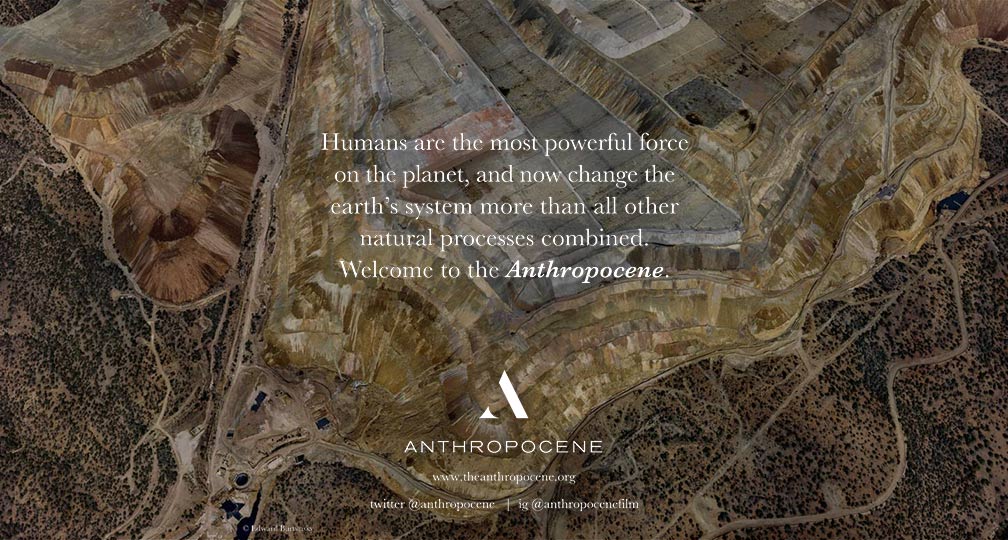 Humans are the most powerful force
on the planet, and now change the
earth's system more than all other
natural processes combined.
Welcome to the Anthropocene.
ANTHROPOCENE
www.theanthropocene.org
twitter @anthropocene | ig @anthropocenefilm
© Edward Burtynsky